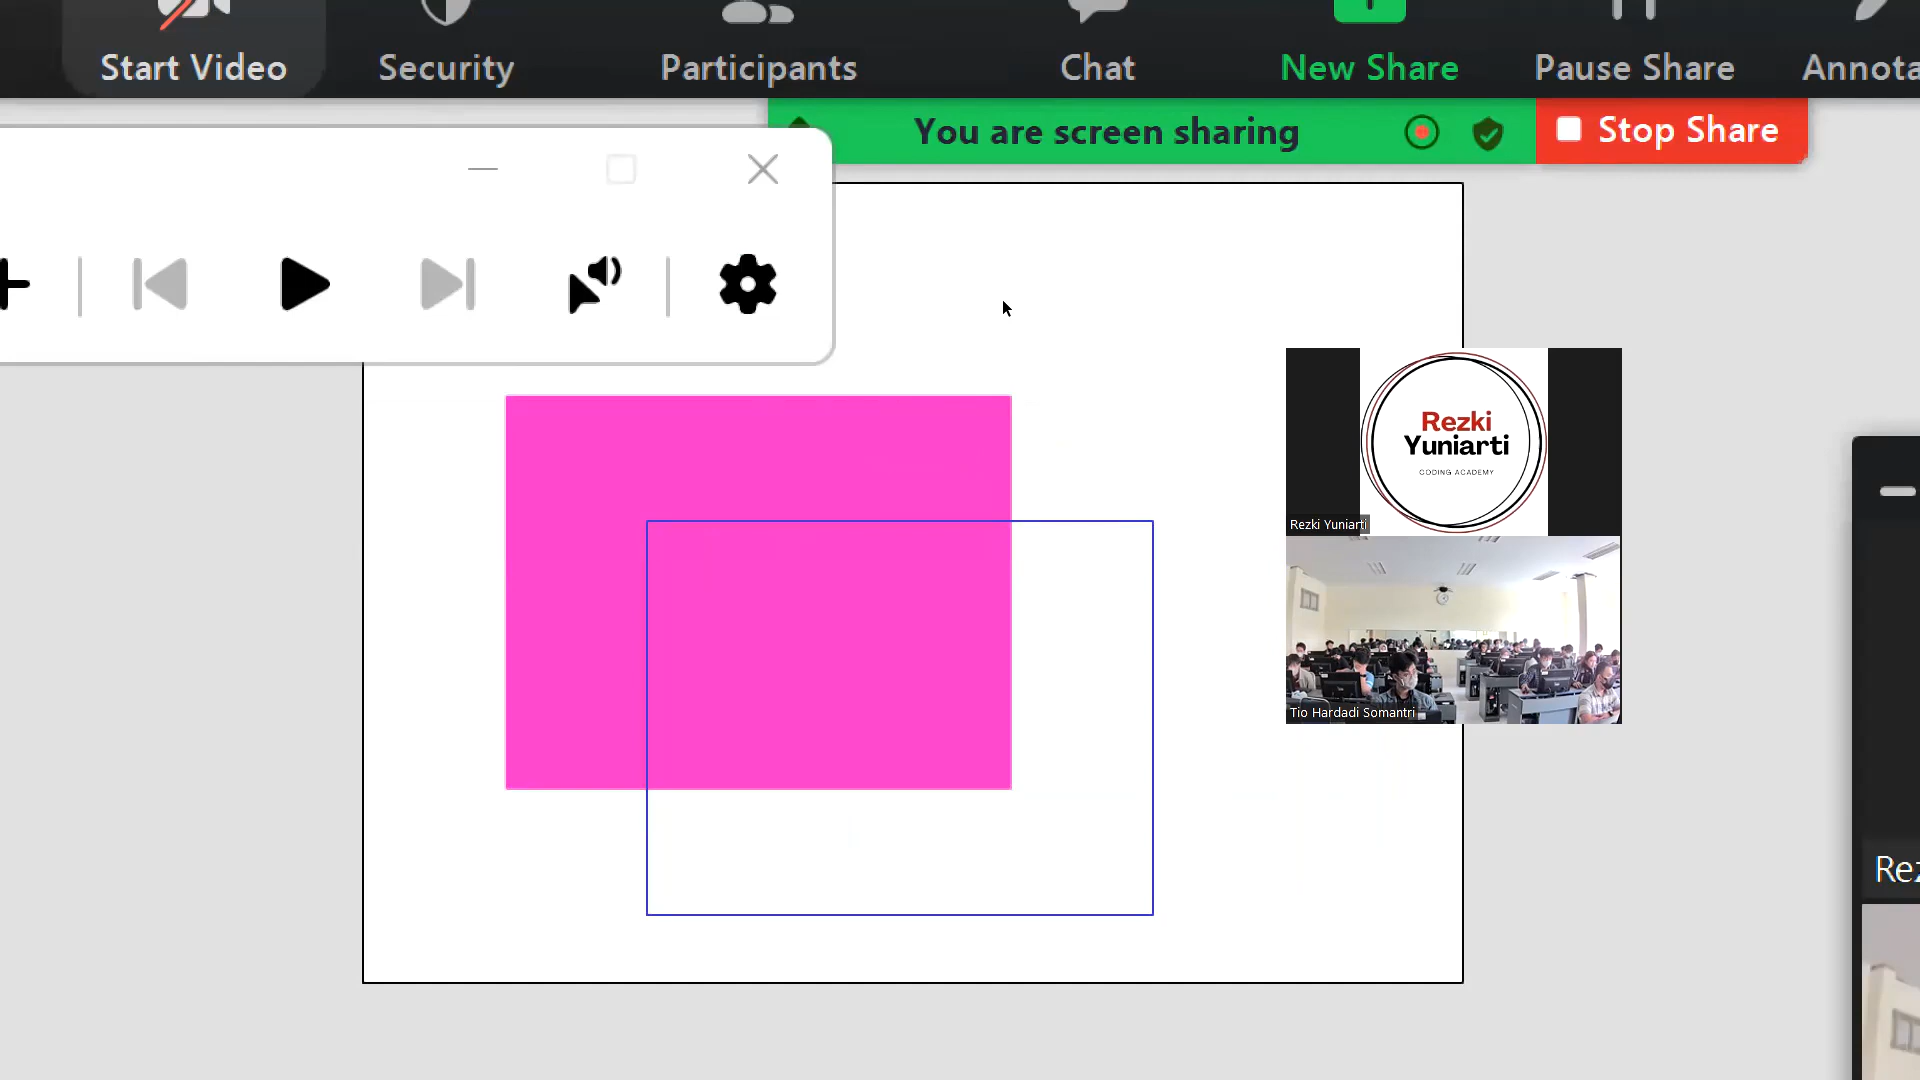 Start Video
Security
Participants
Chat
New Share
Pause Share
Annota
You are screen sharing
Stop Share
Rezki
Yuniarti
CODING ACADEMY
Rezki Yuniarti
Tio Hardadi Somantri
Rez